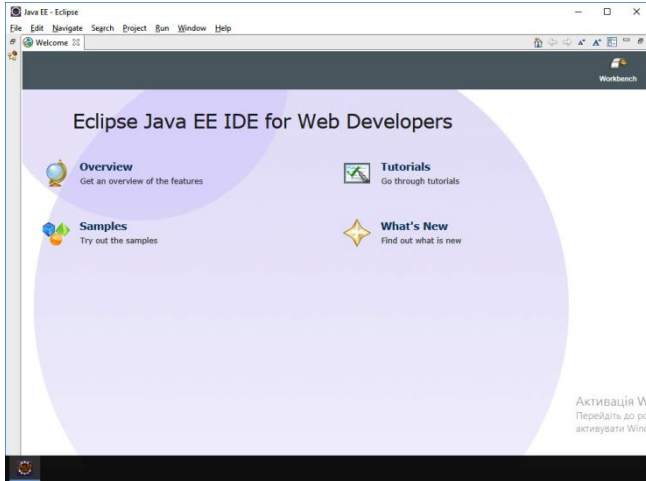 Java EE - Eclipse
File Edit Navigate Search Project Run Window Help
Welcome
Workbench
Eclipse Java EE IDE for Web Developers
Overview
Get an overview of the features
Tutorials
Go through tutorials
Samples
Try out the samples
What's New
Find out what is new
Активація W
Перейдіть до ро
активувати Wind